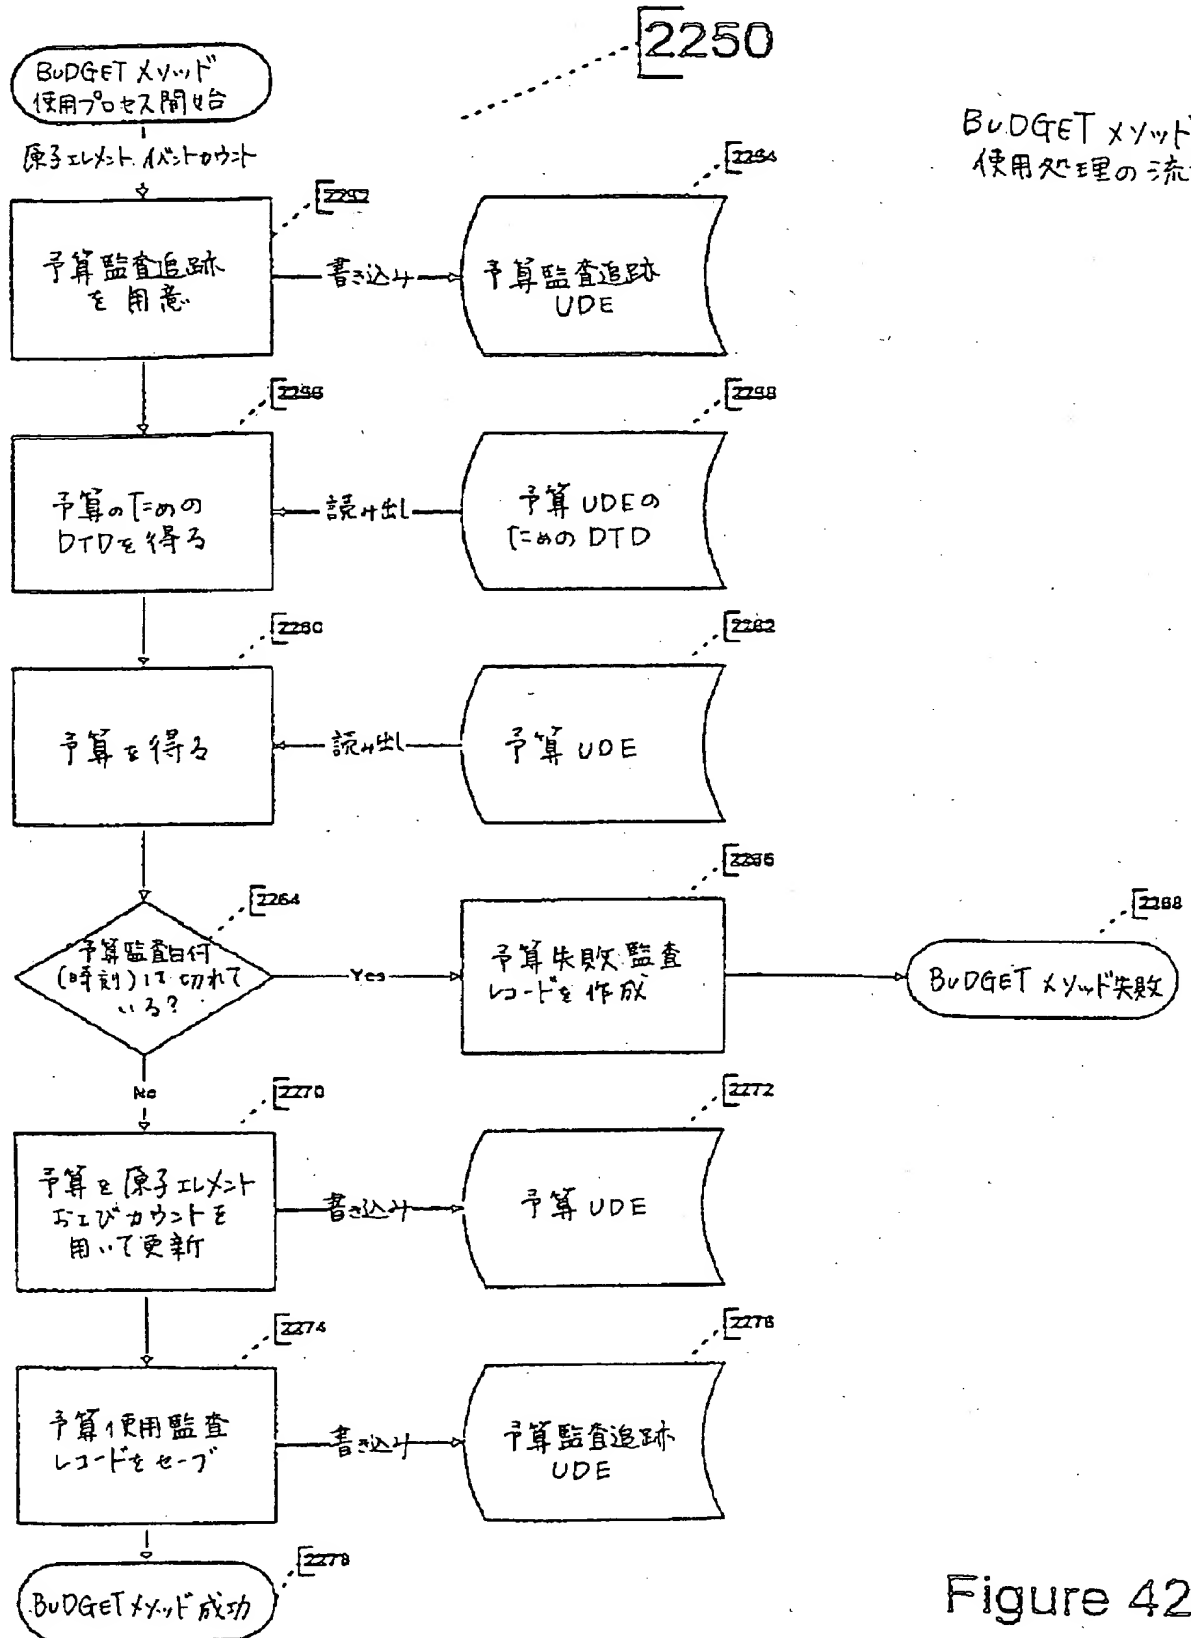 2250
BUDGET メソッド
使用プロセス開始
BUDGET メソッド
使用処理の流
原子エレメント、イベントカウント
2252
2254
予算監査追跡
を用意
書き込み
予算監査追跡
UDE
2256
2258
予算のための
DTDを得る
読み出し
予算 UDEの
ための DTD
2260
2262
予算を得る
読み出し
予算 UDE
2264
2266
2268
予算監査日付
(時刻)は切れて
いる?
Yes
予算失敗監査
レコードを作成
BUDGET メソッド失敗
No
2270
2272
予算を原子エレメント
およびカウントを
用いて更新
書き込み
予算 UDE
2274
2276
予算使用監査
レコードをセーブ
書き込み
予算監査追跡
UDE
2278
BUDGETメソッド成功
Figure 42